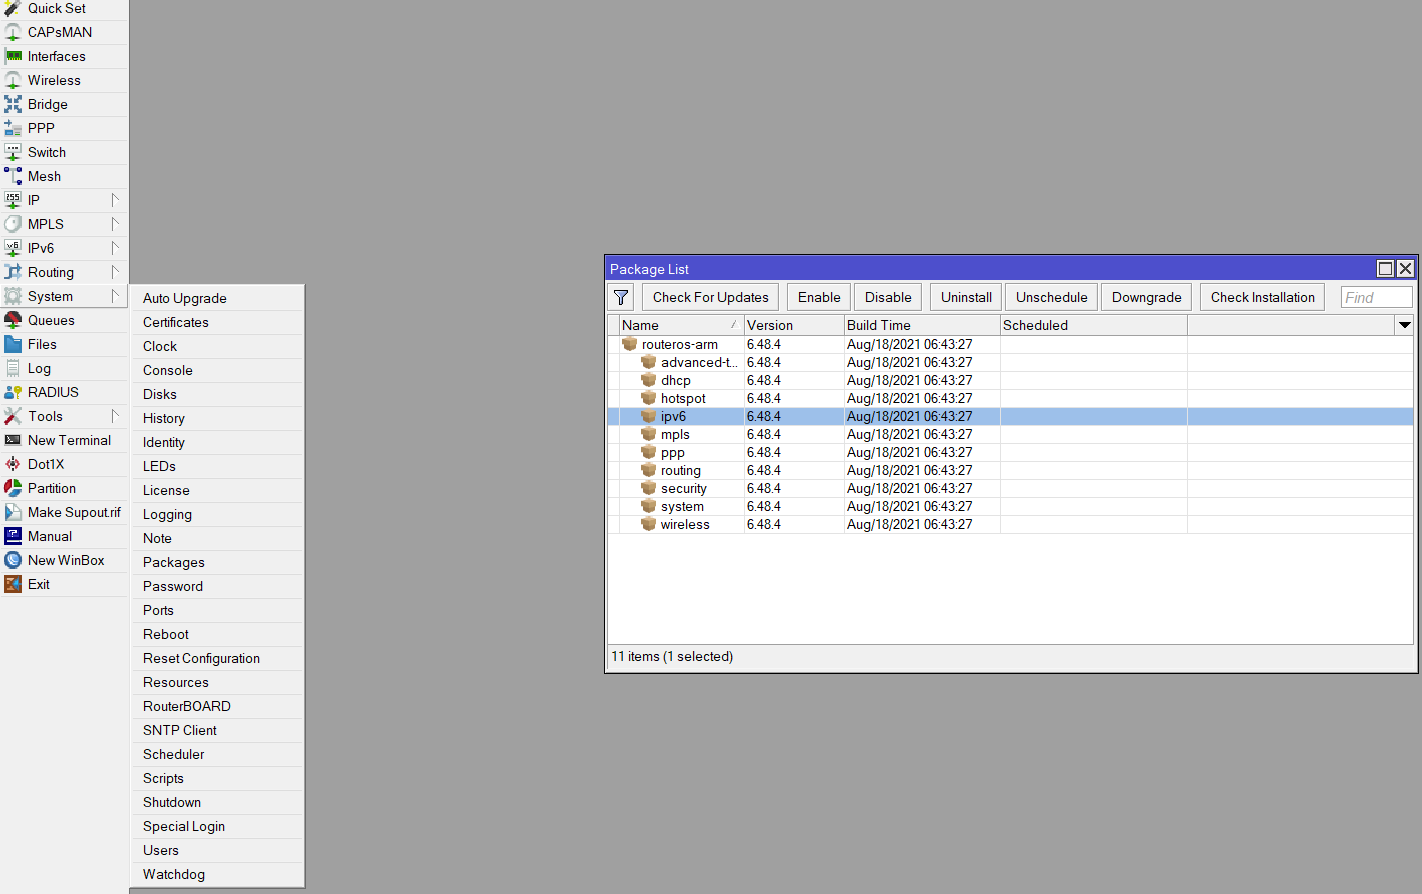 Quick Set
CAPsMAN
Interfaces
Wireless
Bridge
PPP
Switch
Mesh
255
IP
MPLS
v6
IPv6
Routing
System
Queues
Files
Log
RADIUS
Tools
New Terminal
Dot1X
Partition
Make Supout.rif
Manual
New WinBox
Exit
Auto Upgrade
Certificates
Clock
Console
Disks
History
Identity
LEDs
License
Logging
Note
Packages
Password
Ports
Reboot
Reset Configuration
Resources
RouterBOARD
SNTP Client
Scheduler
Scripts
Shutdown
Special Login
Users
Watchdog
Package List
Check For Updates Enable Disable Uninstall Unschedule Downgrade Check Installation Find
Name Version Build Time Scheduled
routeros-arm 6.48.4 Aug/18/2021 06:43:27
advanced-t... 6.48.4 Aug/18/2021 06:43:27
dhcp 6.48.4 Aug/18/2021 06:43:27
hotspot 6.48.4 Aug/18/2021 06:43:27
ipv6 6.48.4 Aug/18/2021 06:43:27
mpls 6.48.4 Aug/18/2021 06:43:27
ppp 6.48.4 Aug/18/2021 06:43:27
routing 6.48.4 Aug/18/2021 06:43:27
security 6.48.4 Aug/18/2021 06:43:27
system 6.48.4 Aug/18/2021 06:43:27
wireless 6.48.4 Aug/18/2021 06:43:27
11 items (1 selected)